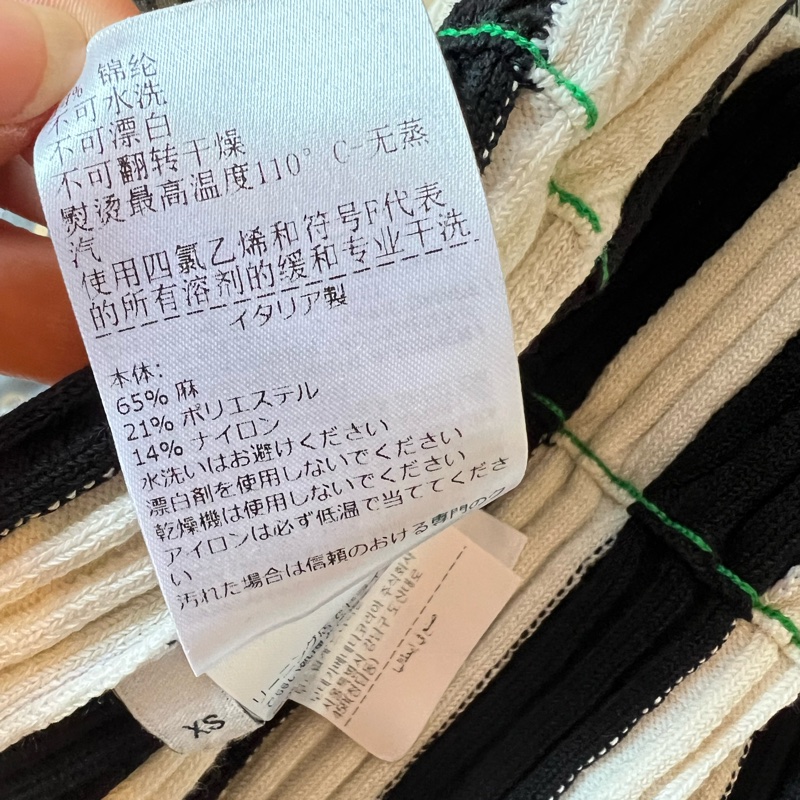 锦纶
不可水洗
不可漂白
不可翻转干燥
熨烫最高温度110° C-无蒸
汽
使用四氯乙烯和符号F代表
的所有溶剂的缓和专业干洗
イタリア製
本体:
65% 麻
21% ポリエステル
14% ナイロン
水洗いはお避けください
漂白剤を使用しないでください
乾燥機は使用しないでください
アイロンは必ず低温で当ててくださ
い
汚れた場合は信頼のおける専門のク
XS